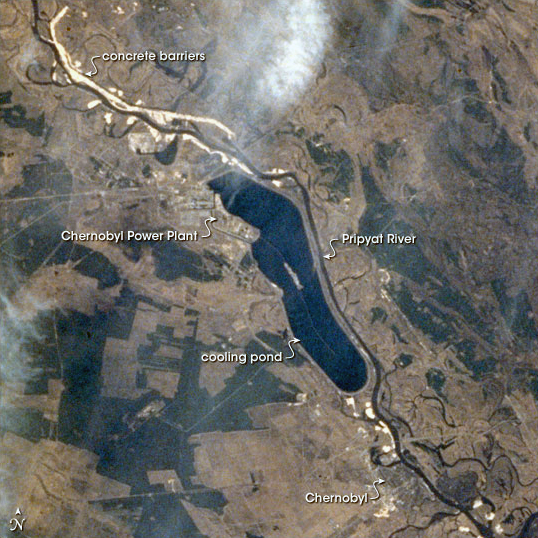 concrete barriers
Chernobyl Power Plant
Pripyat River
cooling pond
Chernobyl
N